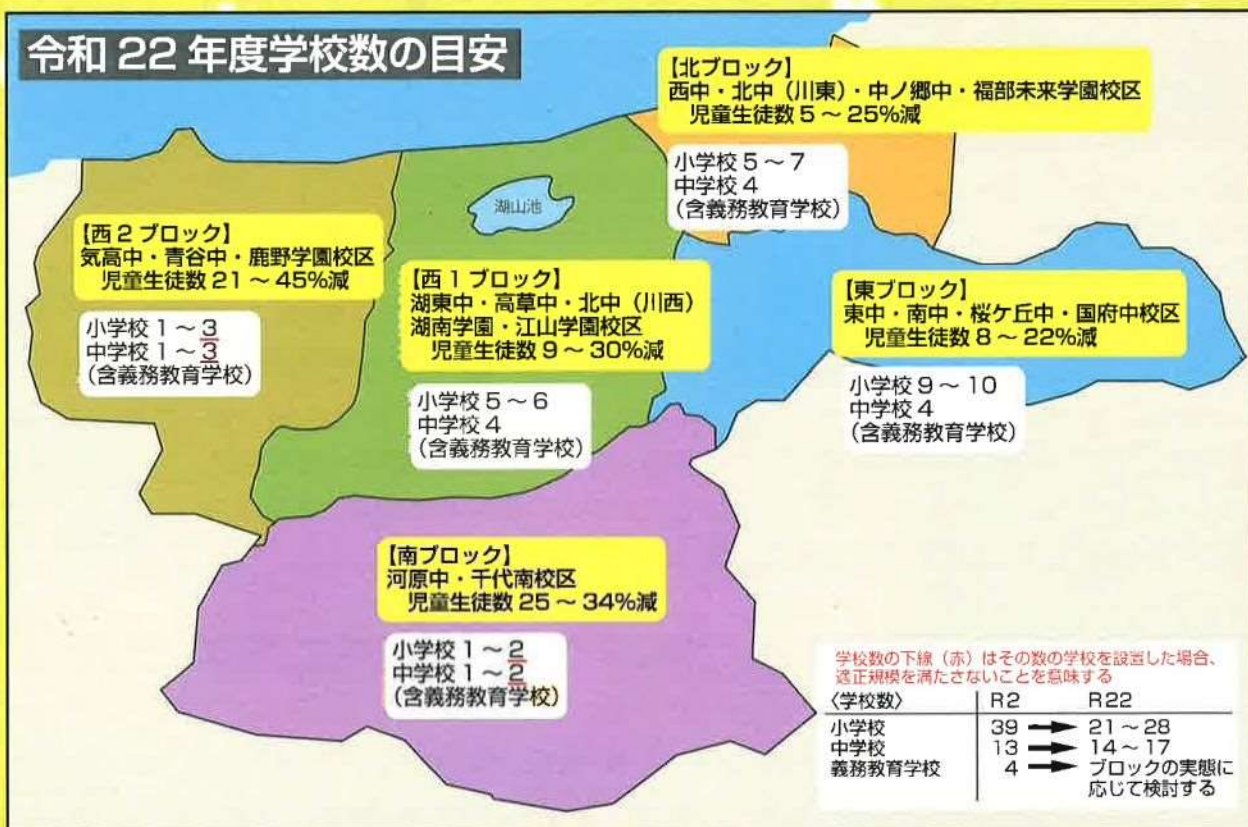 令和 22 年度学校数の目安
【北ブロック】
西中・北中（川東）・中ノ郷中・福部未来学園校区
児童生徒数 5 ～ 25%減
小学校 5 ～ 7
中学校 4
(含義務教育学校)
湖山池
【西 2 ブロック】
気高中・青谷中・鹿野学園校区
児童生徒数 21 ～ 45%減
小学校 1 ～ 3
中学校 1 ～ 3
(含義務教育学校)
【西 1 ブロック】
湖東中・高草中・北中（川西）
湖南学園・江山学園校区
児童生徒数 9 ～ 30%減
小学校 5 ～ 6
中学校 4
(含義務教育学校)
【東ブロック】
東中・南中・桜ケ丘中・国府中校区
児童生徒数 8 ～ 22%減
小学校 9 ～ 10
中学校 4
(含義務教育学校)
【南ブロック】
河原中・千代南校区
児童生徒数 25 ～ 34%減
小学校 1 ～ 2
中学校 1 ～ 2
(含義務教育学校)
学校数の下線（赤）はその数の学校を設置した場合、
適正規模を満たさないことを意味する
〈学校数〉 R2 R22
小学校 39 ➡ 21 ～ 28
中学校 13 ➡ 14 ～ 17
義務教育学校 4 ➡ ブロックの実態に
応じて検討する